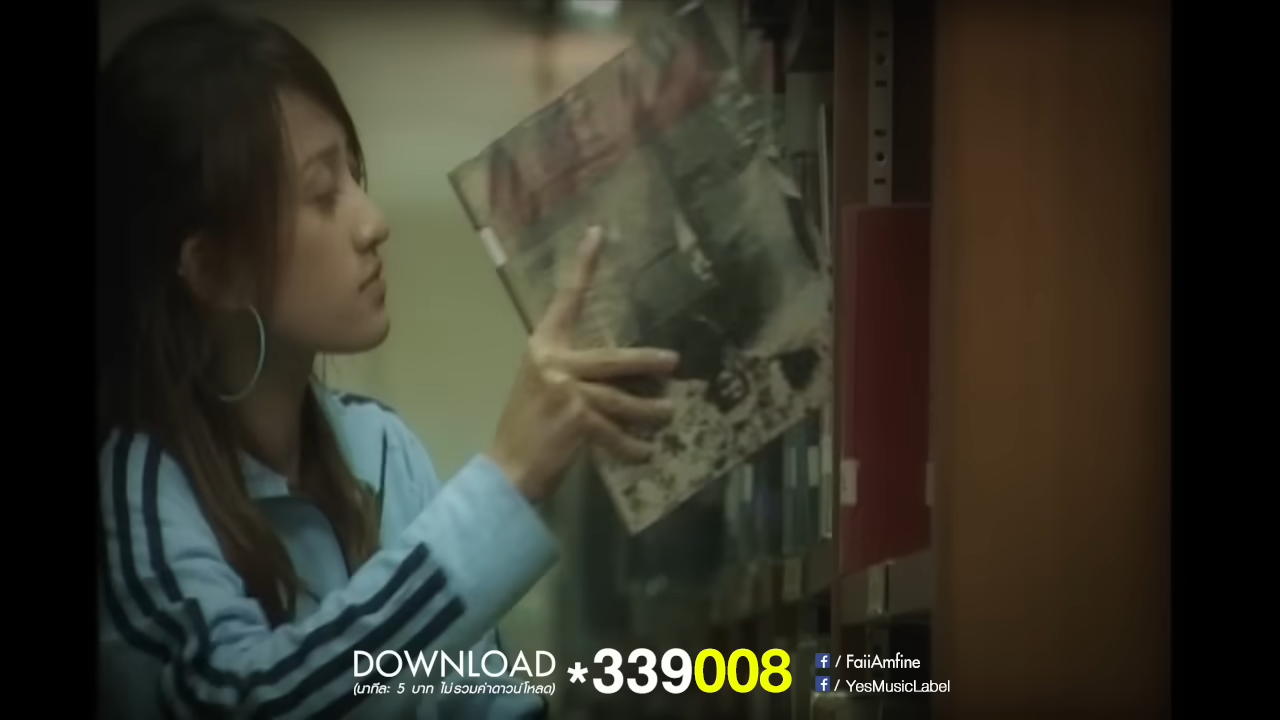 DOWNLOAD *339008
(นาทีละ 5 บาท ไม่รวมค่าดาวน์โหลด)
f / FaiiAmfine
f / YesMusicLabel